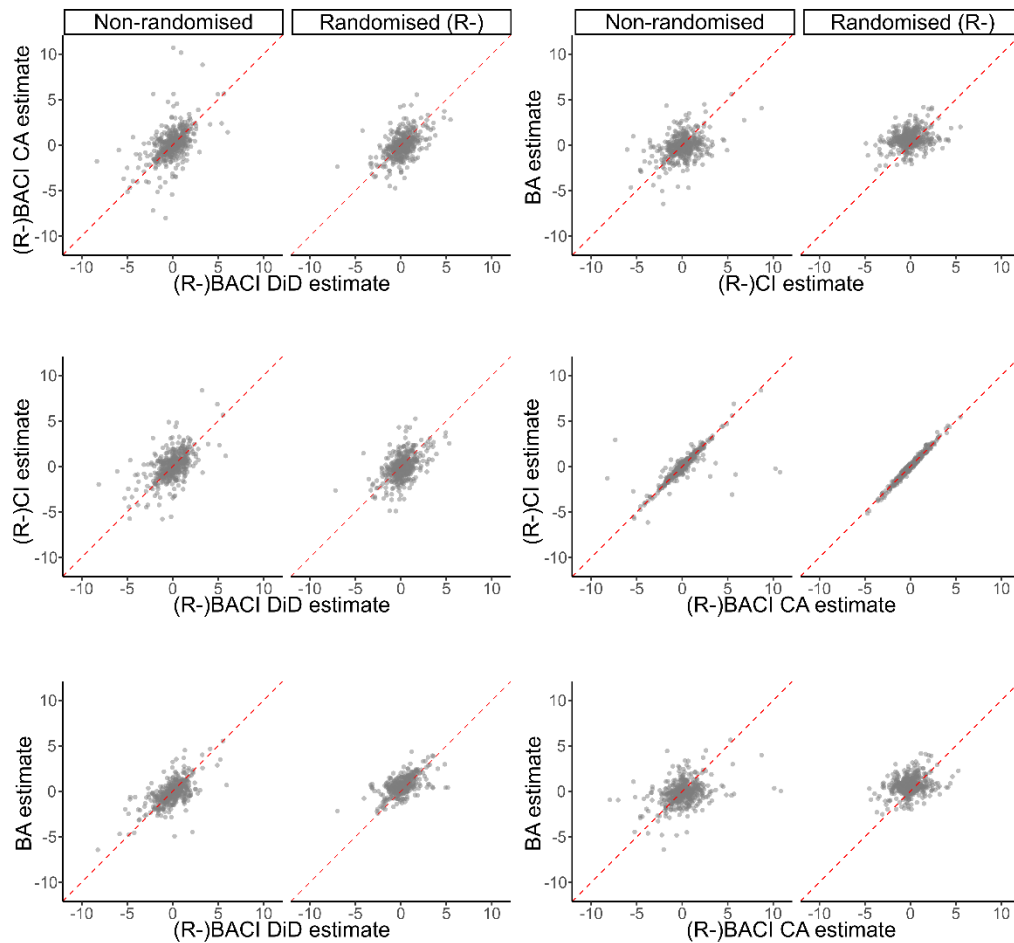 Non-randomised Randomised (R-)
(R-)BACI CA estimate
10
5
0
-5
-10
-10 -5 0 5 10 -10 -5 0 5 10
(R-)BACI DiD estimate
Non-randomised Randomised (R-)
BA estimate
10
5
0
-5
-10
-10 -5 0 5 10 -10 -5 0 5 10
(R-)CI estimate
(R-)CI estimate
10
5
0
-5
-10
-10 -5 0 5 10 -10 -5 0 5 10
(R-)BACI DiD estimate
(R-)CI estimate
10
5
0
-5
-10
-10 -5 0 5 10 -10 -5 0 5 10
(R-)BACI CA estimate
BA estimate
10
5
0
-5
-10
-10 -5 0 5 10 -10 -5 0 5 10
(R-)BACI DiD estimate
BA estimate
10
5
0
-5
-10
-10 -5 0 5 10 -10 -5 0 5 10
(R-)BACI CA estimate